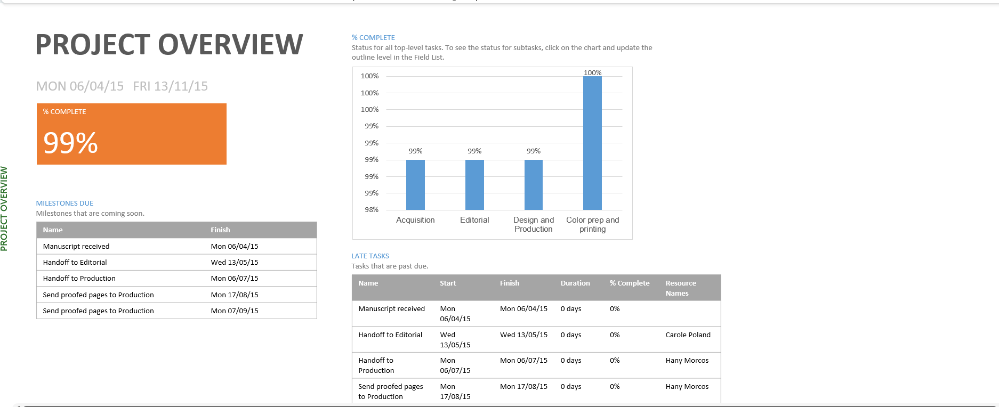 PROJECT OVERVIEW
PROJECT OVERVIEW
MON 06/04/15 FRI 13/11/15
% COMPLETE
99%
MILESTONES DUE
Milestones that are coming soon.
Name Finish
Manuscript received Mon 06/04/15
Handoff to Editorial Wed 13/05/15
Handoff to Production Mon 06/07/15
Send proofed pages to Production Mon 17/08/15
Send proofed pages to Production Mon 07/09/15
% COMPLETE
Status for all top-level tasks. To see the status for subtasks, click on the chart and update the
outline level in the Field List.
100%
100%
100%
100%
99%
99%
99%
99%
99%
98%
99% 99% 99%
Acquisition Editorial Design and Color prep and
Production printing
LATE TASKS
Tasks that are past due.
Name Start Finish Duration % Complete Resource
Names
Manuscript received Mon Mon 06/04/15 0 days 0%
06/04/15
Handoff to Editorial Wed Wed 13/05/15 0 days 0% Carole Poland
13/05/15
Handoff to Mon Mon 06/07/15 0 days 0% Hany Morcos
Production 06/07/15
Send proofed pages Mon Mon 17/08/15 0 days 0% Hany Morcos
to Production 17/08/15